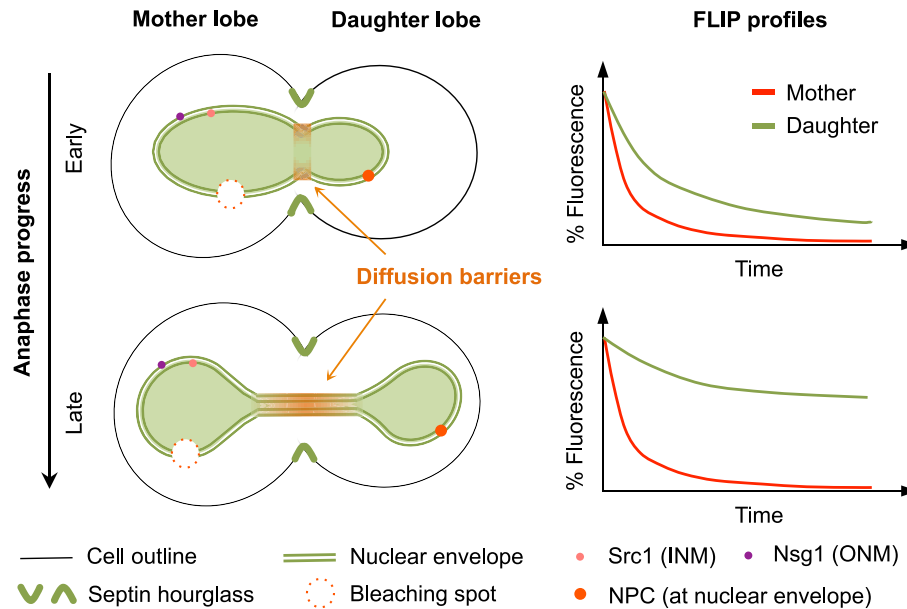 Mother lobe
Daughter lobe
FLIP profiles
Anaphase progress
Early
Late
Diffusion barriers
% Fluorescence
Time
Mother
Daughter
% Fluorescence
Time
Cell outline
Nuclear envelope
Src1 (INM)
Nsg1 (ONM)
Septin hourglass
Bleaching spot
NPC (at nuclear envelope)